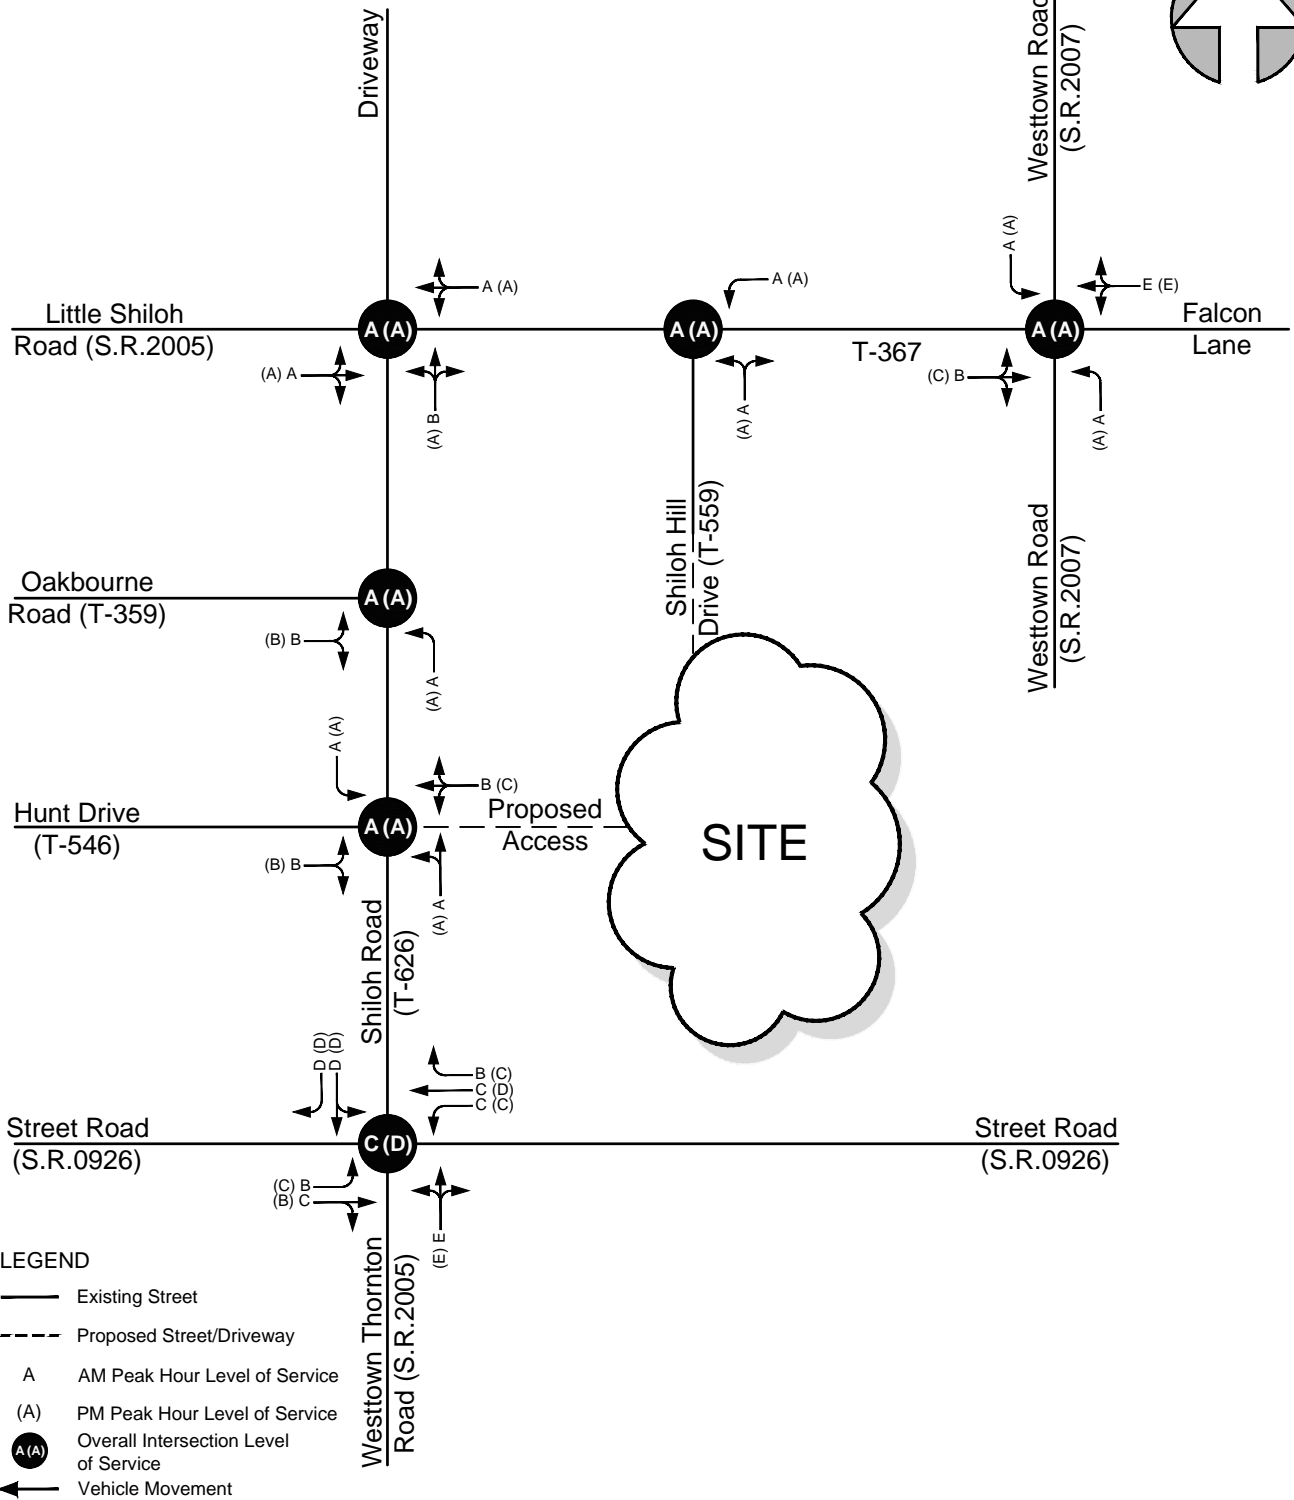 Driveway
Westtown Road
(S.R.2007)
A (A)
A (A)
A (A)
E (E)
Little Shiloh
Road (S.R.2005)
A (A)
A (A)
T-367
A (A)
Falcon
Lane
(A) A
(A) B
(A) A
(C) B
(A) A
Shiloh Hill
Drive (T-559)
Westtown Road
(S.R.2007)
Oakbourne
Road (T-359)
A (A)
(B) B
(A) A
A (A)
B (C)
Hunt Drive
(T-546)
A (A)
Proposed
Access
SITE
(B) B
(A) A
Shiloh Road
(T-626)
D (D)
D (D)
B (C)
C (D)
C (C)
Street Road
(S.R.0926)
C (D)
Street Road
(S.R.0926)
(C) B
(B) C
(E) E
Westtown Thornton
Road (S.R.2005)
LEGEND
Existing Street
Proposed Street/Driveway
A AM Peak Hour Level of Service
(A) PM Peak Hour Level of Service
A (A) Overall Intersection Level
of Service
Vehicle Movement